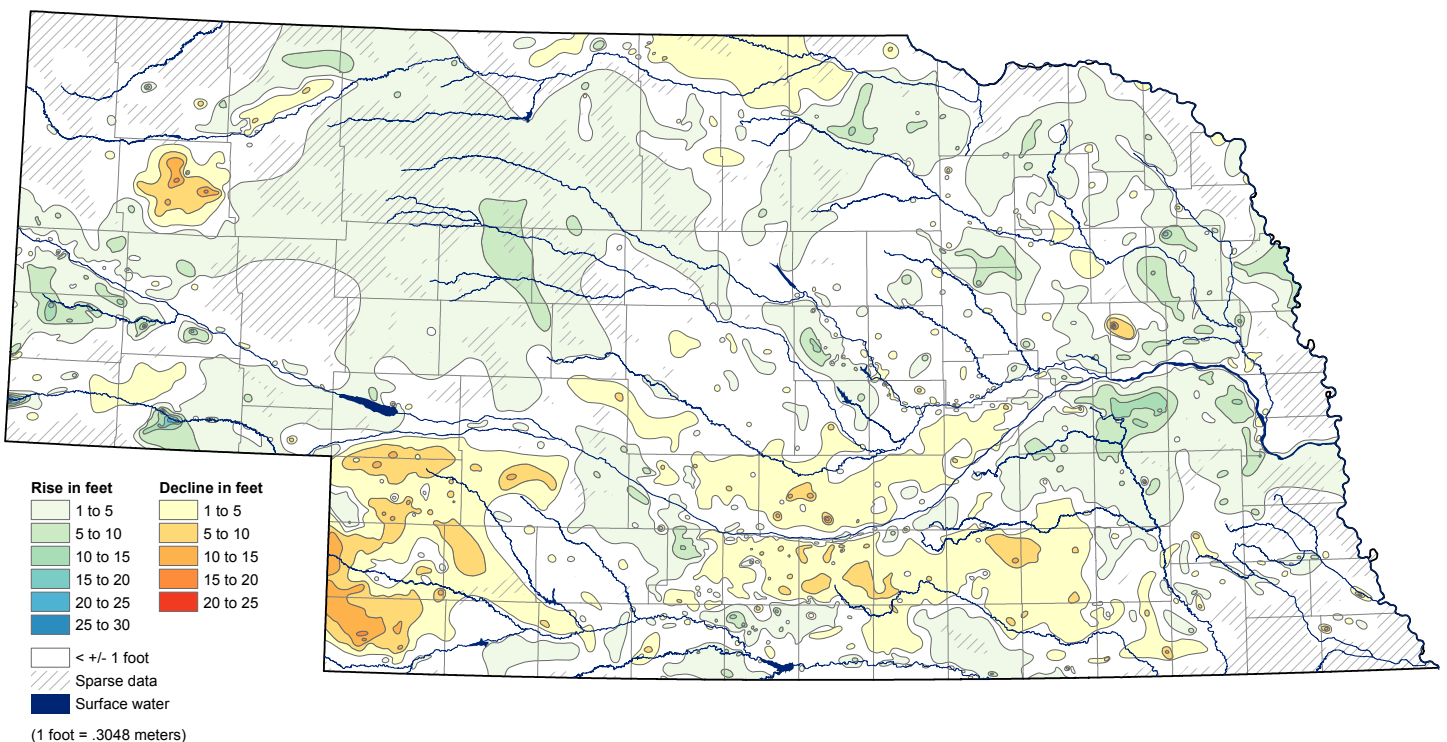 Rise in feet
1 to 5
5 to 10
10 to 15
15 to 20
20 to 25
25 to 30
Decline in feet
1 to 5
5 to 10
10 to 15
15 to 20
20 to 25
< +/- 1 foot
Sparse data
Surface water
(1 foot = .3048 meters)